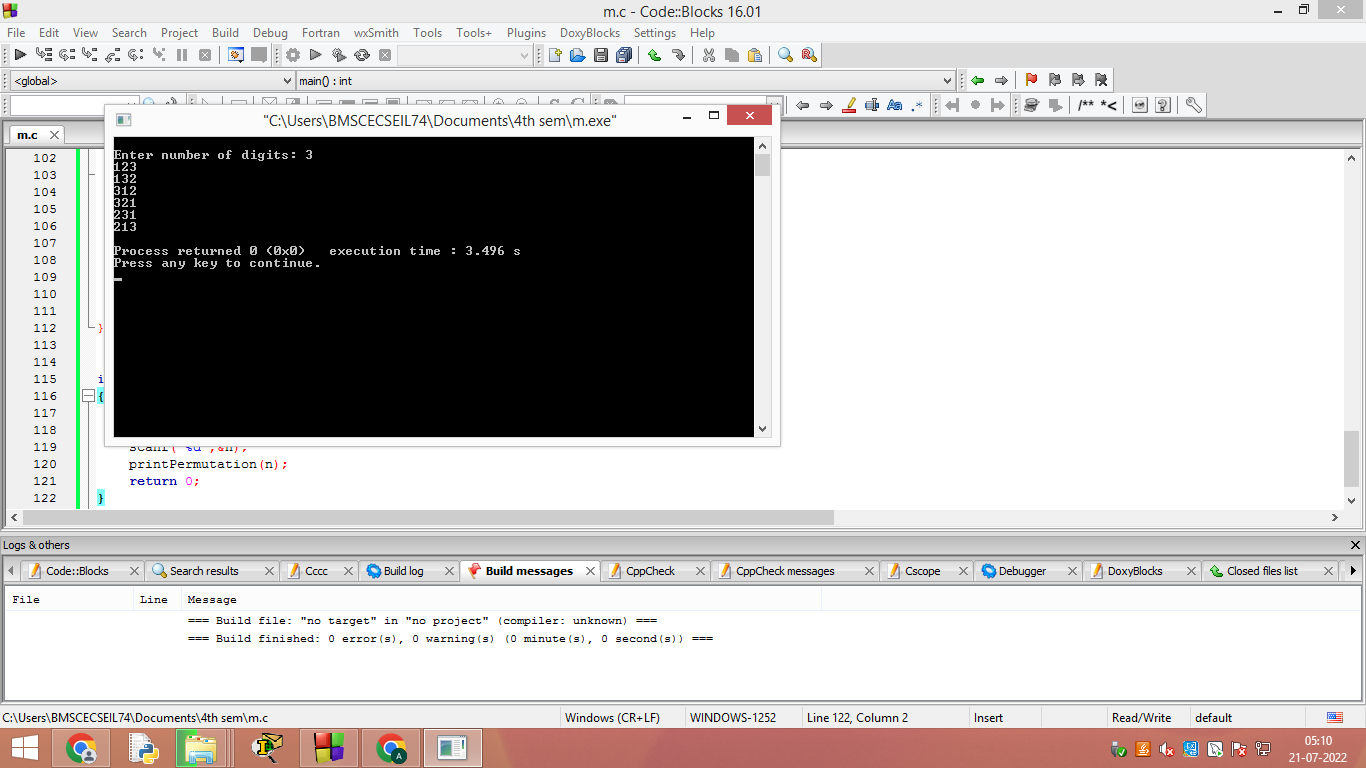 m.c - Code::Blocks 16.01
File Edit View Search Project Build Debug Fortran wxSmith Tools Tools+ Plugins DoxyBlocks Settings Help
<global> main() : int
/** *<
Aa .*
"C:\Users\BMSCECSEIL74\Documents\4th sem\m.exe"
m.c
Enter number of digits: 3
123
132
312
321
231
213
Process returned 0 (0x0)   execution time : 3.496 s
Press any key to continue.
102
103
104
105
106
107
108
109
110
111
112 }
113
114
115 i
116 {
117
118
119 scanf("%d",&n);
120 printPermutation(n);
121 return 0;
122 }
Logs & others
Code::Blocks Search results Cccc Build log Build messages CppCheck CppCheck messages Cscope Debugger DoxyBlocks Closed files list
File Line Message
=== Build file: "no target" in "no project" (compiler: unknown) ===
=== Build finished: 0 error(s), 0 warning(s) (0 minute(s), 0 second(s)) ===
C:\Users\BMSCECSEIL74\Documents\4th sem\m.c Windows (CR+LF) WINDOWS-1252 Line 122, Column 2 Insert Read/Write default
A
05:10
21-07-2022